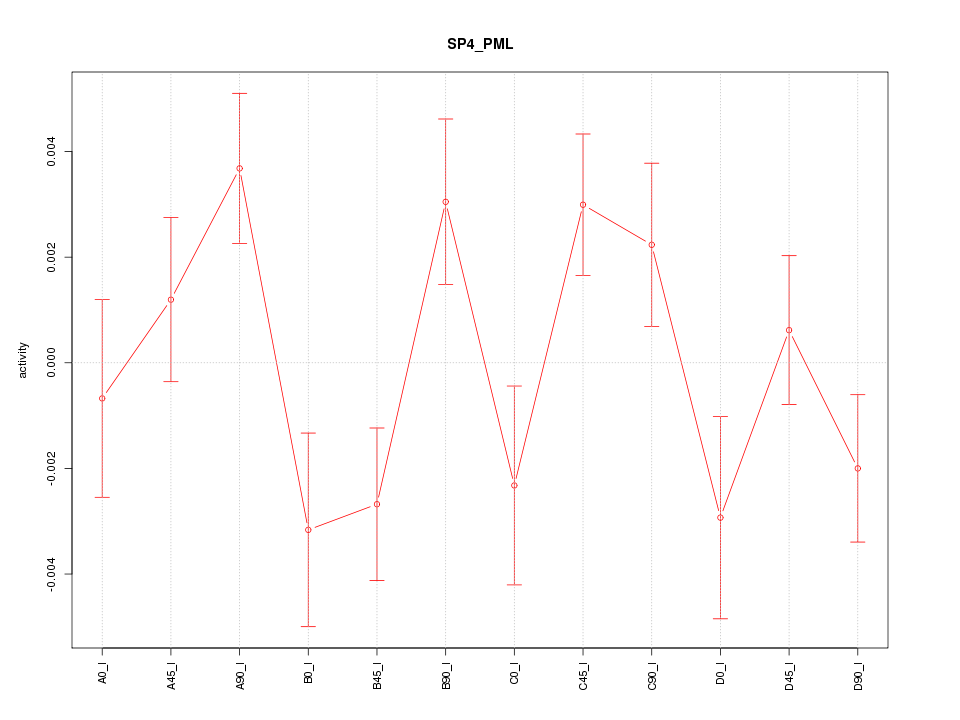 SP4_PML
activity
0.004
0.002
0.000
-0.002
-0.004
A0_I
A45_I
A90_I
B0_I
B45_I
B90_I
C0_I
C45_I
C90_I
D0_I
D45_I
D90_I